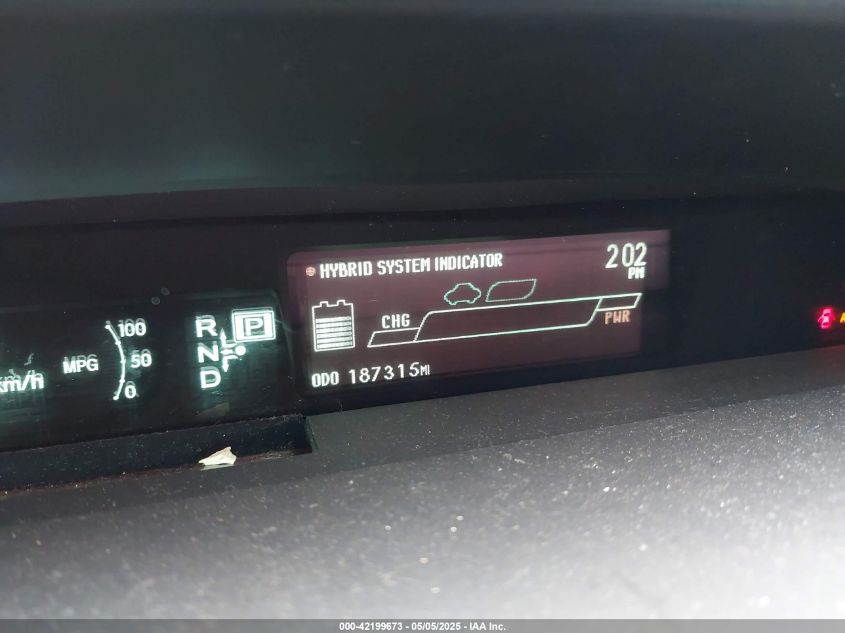 HYBRID SYSTEM INDICATOR
202
PM
CHG
PWR
ODO 187315MI
km/h
MPG
100
50
0
R
P
N
D
000-42199673 - 05/05/2025 - IAA Inc.